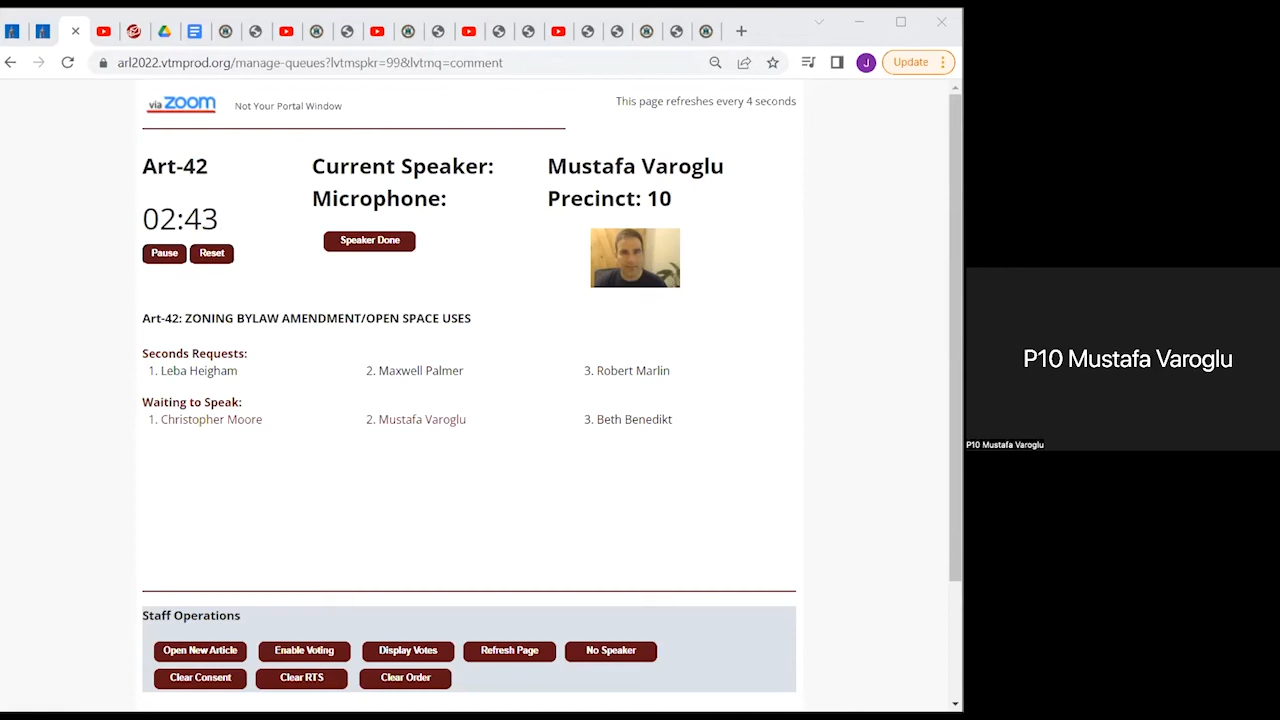 Update
arl2022.vtmprod.org/manage-queues?lvtmspkr=99&lvtmq=comment
J
via zoom
Not Your Portal Window
This page refreshes every 4 seconds
Art-42
Current Speaker:
Mustafa Varoglu
Microphone:
Precinct: 10
02:43
Speaker Done
Pause
Reset
Art-42: ZONING BYLAW AMENDMENT/OPEN SPACE USES
Seconds Requests:
1. Leba Heigham
2. Maxwell Palmer
3. Robert Marlin
Waiting to Speak:
1. Christopher Moore
2. Mustafa Varoglu
3. Beth Benedikt
P10 Mustafa Varoglu
P10 Mustafa Varoglu
Staff Operations
Open New Article
Enable Voting
Display Votes
Refresh Page
No Speaker
Clear Consent
Clear RTS
Clear Order